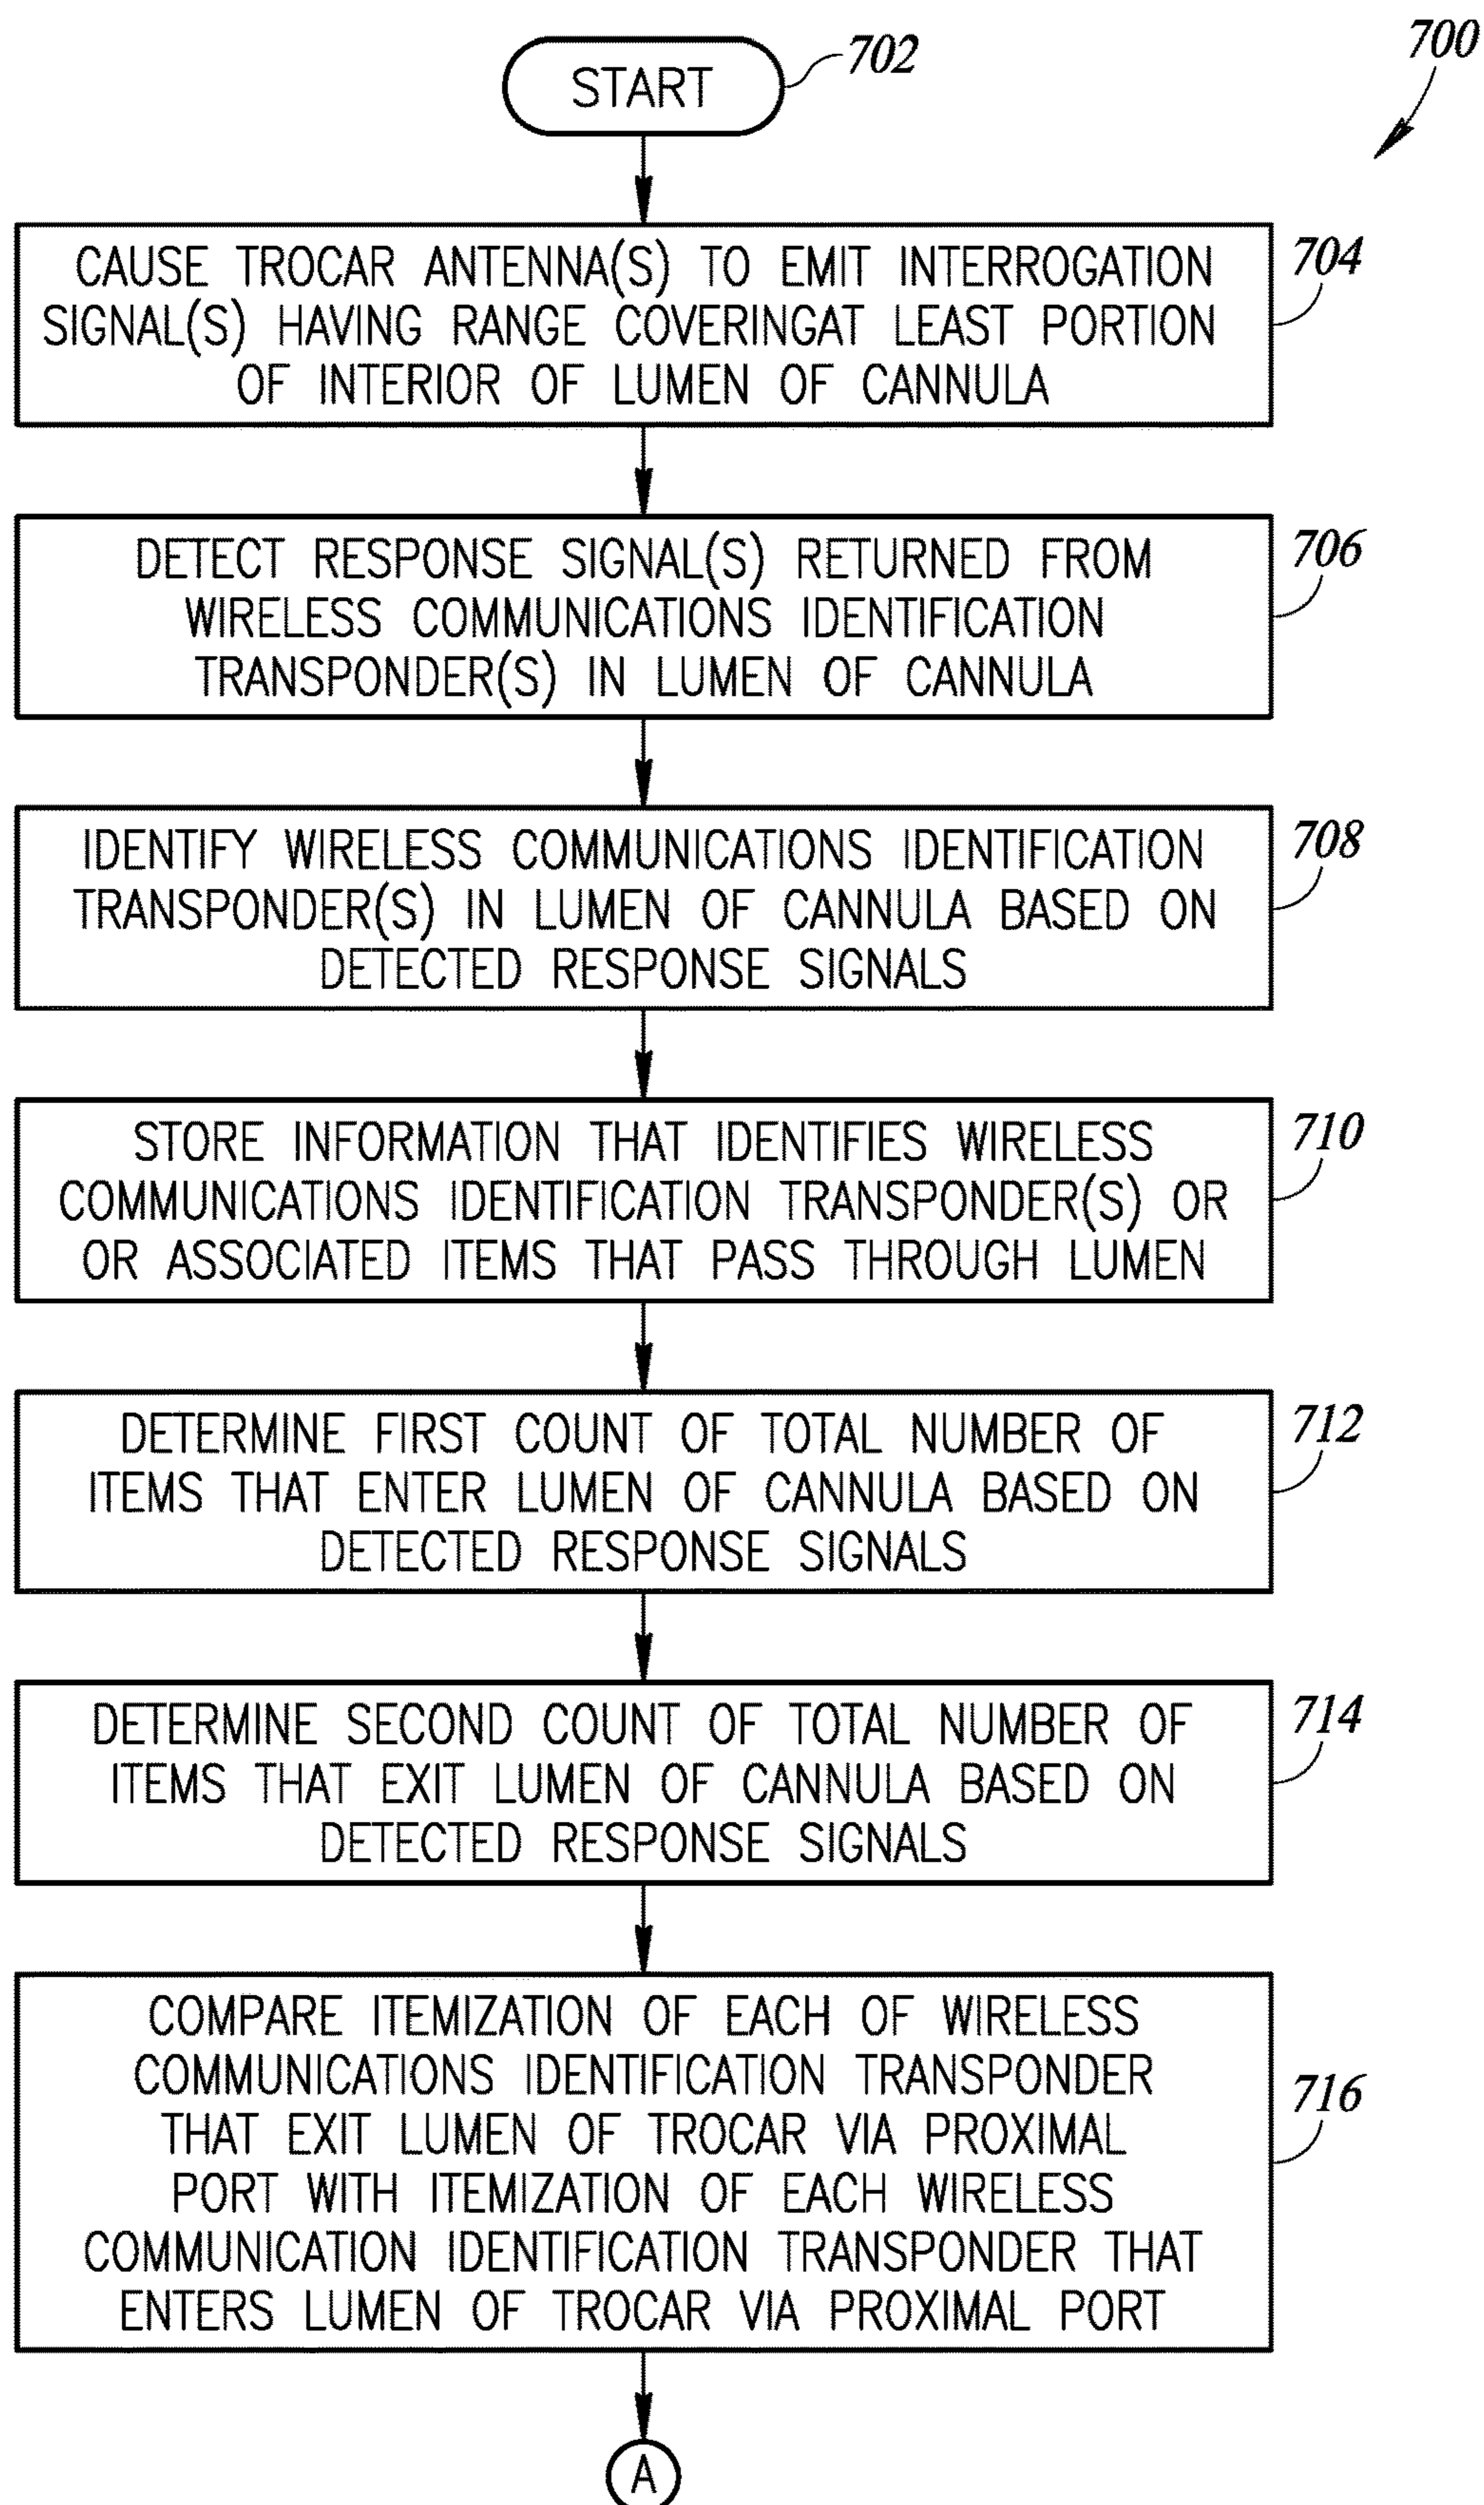 700
START
702
CAUSE TROCAR ANTENNA(S) TO EMIT INTERROGATION
SIGNAL(S) HAVING RANGE COVERINGAT LEAST PORTION
OF INTERIOR OF LUMEN OF CANNULA
704
DETECT RESPONSE SIGNAL(S) RETURNED FROM
WIRELESS COMMUNICATIONS IDENTIFICATION
TRANSPONDER(S) IN LUMEN OF CANNULA
706
IDENTIFY WIRELESS COMMUNICATIONS IDENTIFICATION
TRANSPONDER(S) IN LUMEN OF CANNULA BASED ON
DETECTED RESPONSE SIGNALS
708
STORE INFORMATION THAT IDENTIFIES WIRELESS
COMMUNICATIONS IDENTIFICATION TRANSPONDER(S) OR
OR ASSOCIATED ITEMS THAT PASS THROUGH LUMEN
710
DETERMINE FIRST COUNT OF TOTAL NUMBER OF
ITEMS THAT ENTER LUMEN OF CANNULA BASED ON
DETECTED RESPONSE SIGNALS
712
DETERMINE SECOND COUNT OF TOTAL NUMBER OF
ITEMS THAT EXIT LUMEN OF CANNULA BASED ON
DETECTED RESPONSE SIGNALS
714
COMPARE ITEMIZATION OF EACH OF WIRELESS
COMMUNICATIONS IDENTIFICATION TRANSPONDER
THAT EXIT LUMEN OF TROCAR VIA PROXIMAL
PORT WITH ITEMIZATION OF EACH WIRELESS
COMMUNICATION IDENTIFICATION TRANSPONDER THAT
ENTERS LUMEN OF TROCAR VIA PROXIMAL PORT
716
A